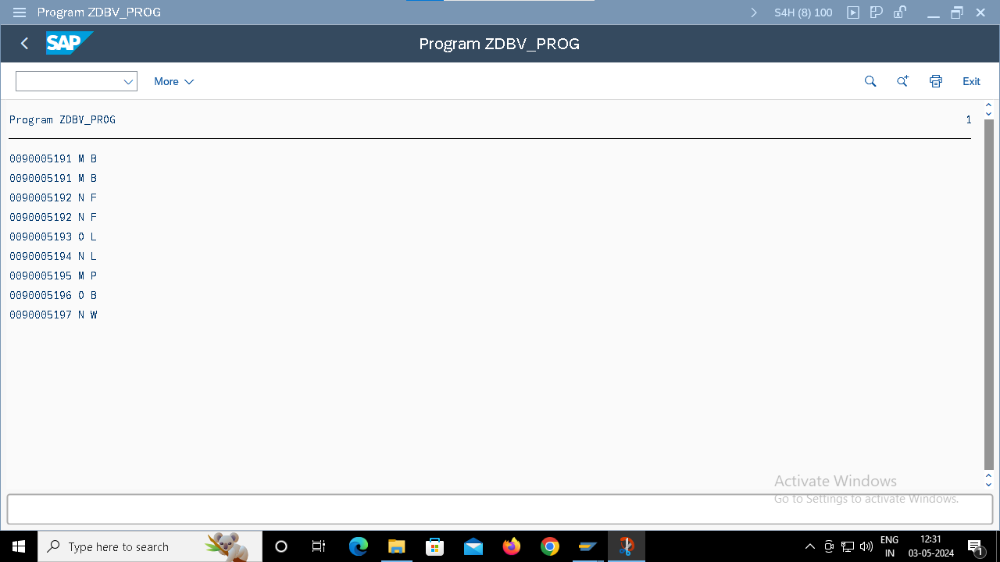 Program ZDBV_PROG
S4H (8) 100
SAP
Program ZDBV_PROG
More
Exit
Program ZDBV_PROG 1
0090005191 M B
0090005191 M B
0090005192 N F
0090005192 N F
0090005193 O L
0090005194 N L
0090005195 M P
0090005196 O B
0090005197 N W
Activate Windows
Go to Settings to activate Windows.
Type here to search
ENG
IN
12:31
03-05-2024
1